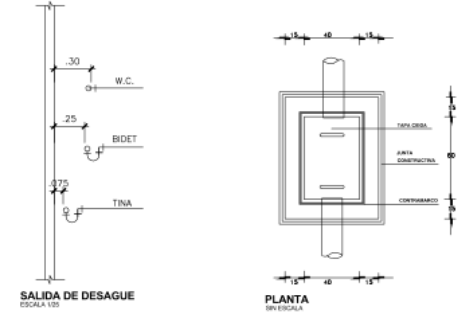 .30
W.C.
.25
BIDET
.075
TINA
SALIDA DE DESAGUE
ESCALA 1/25
15 40 15
TAPA CIEGA
JUNTA
CONSTRUCTIVA
CONTRAMARCO
15
60
15
15 40 15
PLANTA
SIN ESCALA